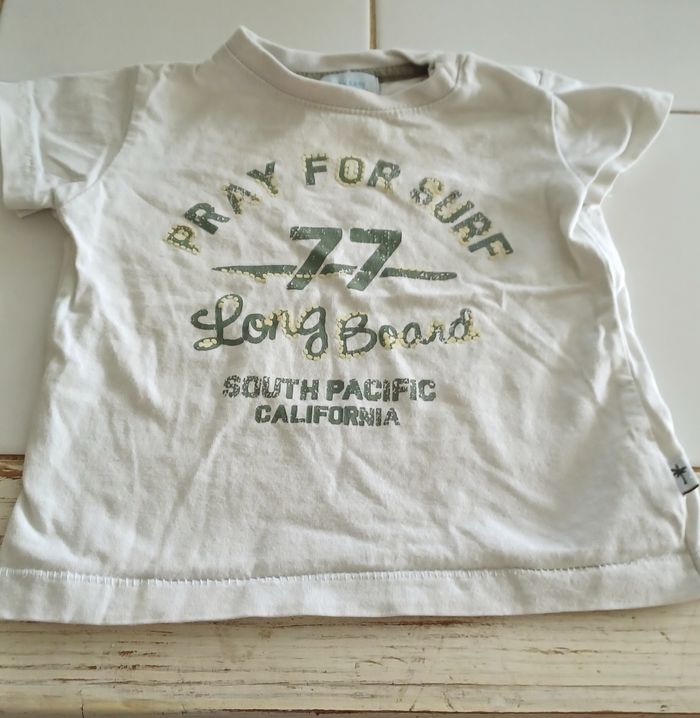 PRAY FOR SURF
77
Long Board
SOUTH PACIFIC
CALIFORNIA